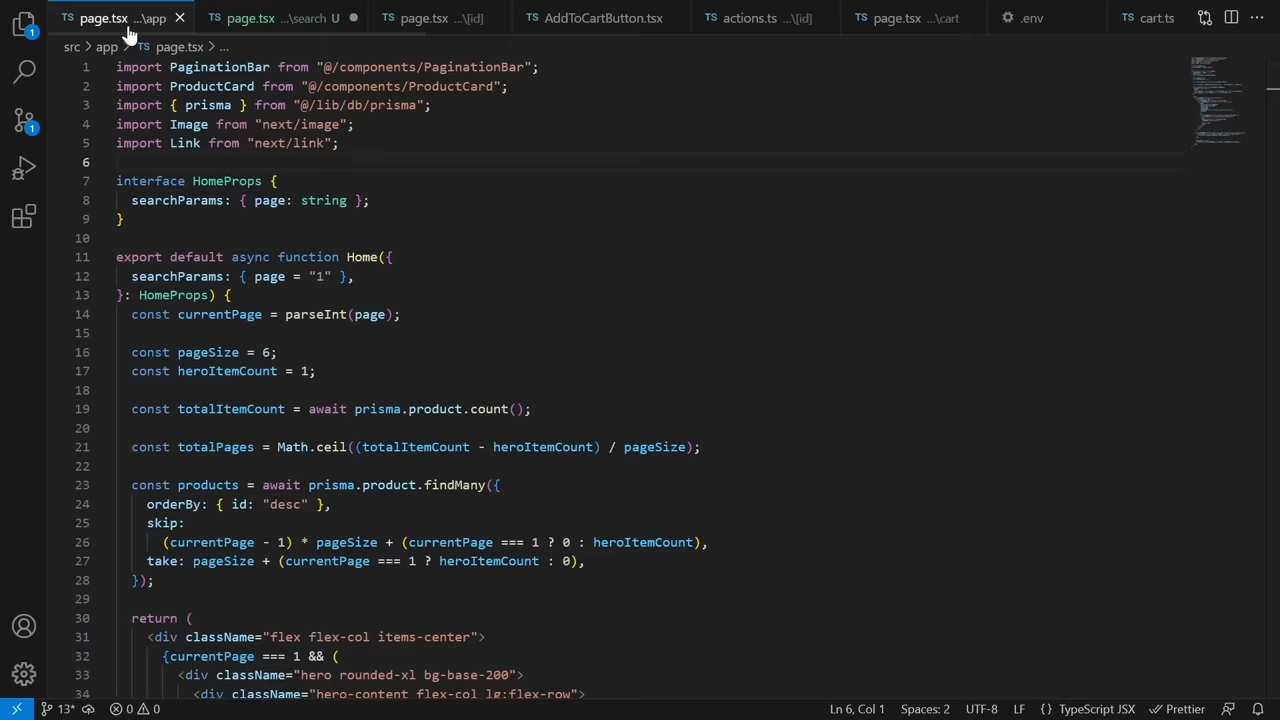 TS page.tsx ...\app
TS page.tsx ...\search U
TS page.tsx ...\[id]
TS AddToCartButton.tsx
TS actions.ts ...\[id]
TS page.tsx ...\cart
.env
TS cart.ts
1
1
src > app > TS page.tsx > ...
1 import PaginationBar from "@/components/PaginationBar";
2 import ProductCard from "@/components/ProductCard";
3 import { prisma } from "@/lib/db/prisma";
4 import Image from "next/image";
5 import Link from "next/link";
6
7 interface HomeProps {
8 searchParams: { page: string };
9 }
10
11 export default async function Home({
12 searchParams: { page = "1" },
13 }: HomeProps) {
14 const currentPage = parseInt(page);
15
16 const pageSize = 6;
17 const heroItemCount = 1;
18
19 const totalItemCount = await prisma.product.count();
20
21 const totalPages = Math.ceil((totalItemCount - heroItemCount) / pageSize);
22
23 const products = await prisma.product.findMany({
24 orderBy: { id: "desc" },
25 skip:
26 (currentPage - 1) * pageSize + (currentPage === 1 ? 0 : heroItemCount),
27 take: pageSize + (currentPage === 1 ? heroItemCount : 0),
28 });
29
30 return (
31 <div className="flex flex-col items-center">
32 {currentPage === 1 && (
33 <div className="hero rounded-xl bg-base-200">
34 <div className="hero-content flex-col lg:flex-row">
13* 0 0 Ln 6, Col 1 Spaces: 2 UTF-8 LF {} TypeScript JSX Prettier